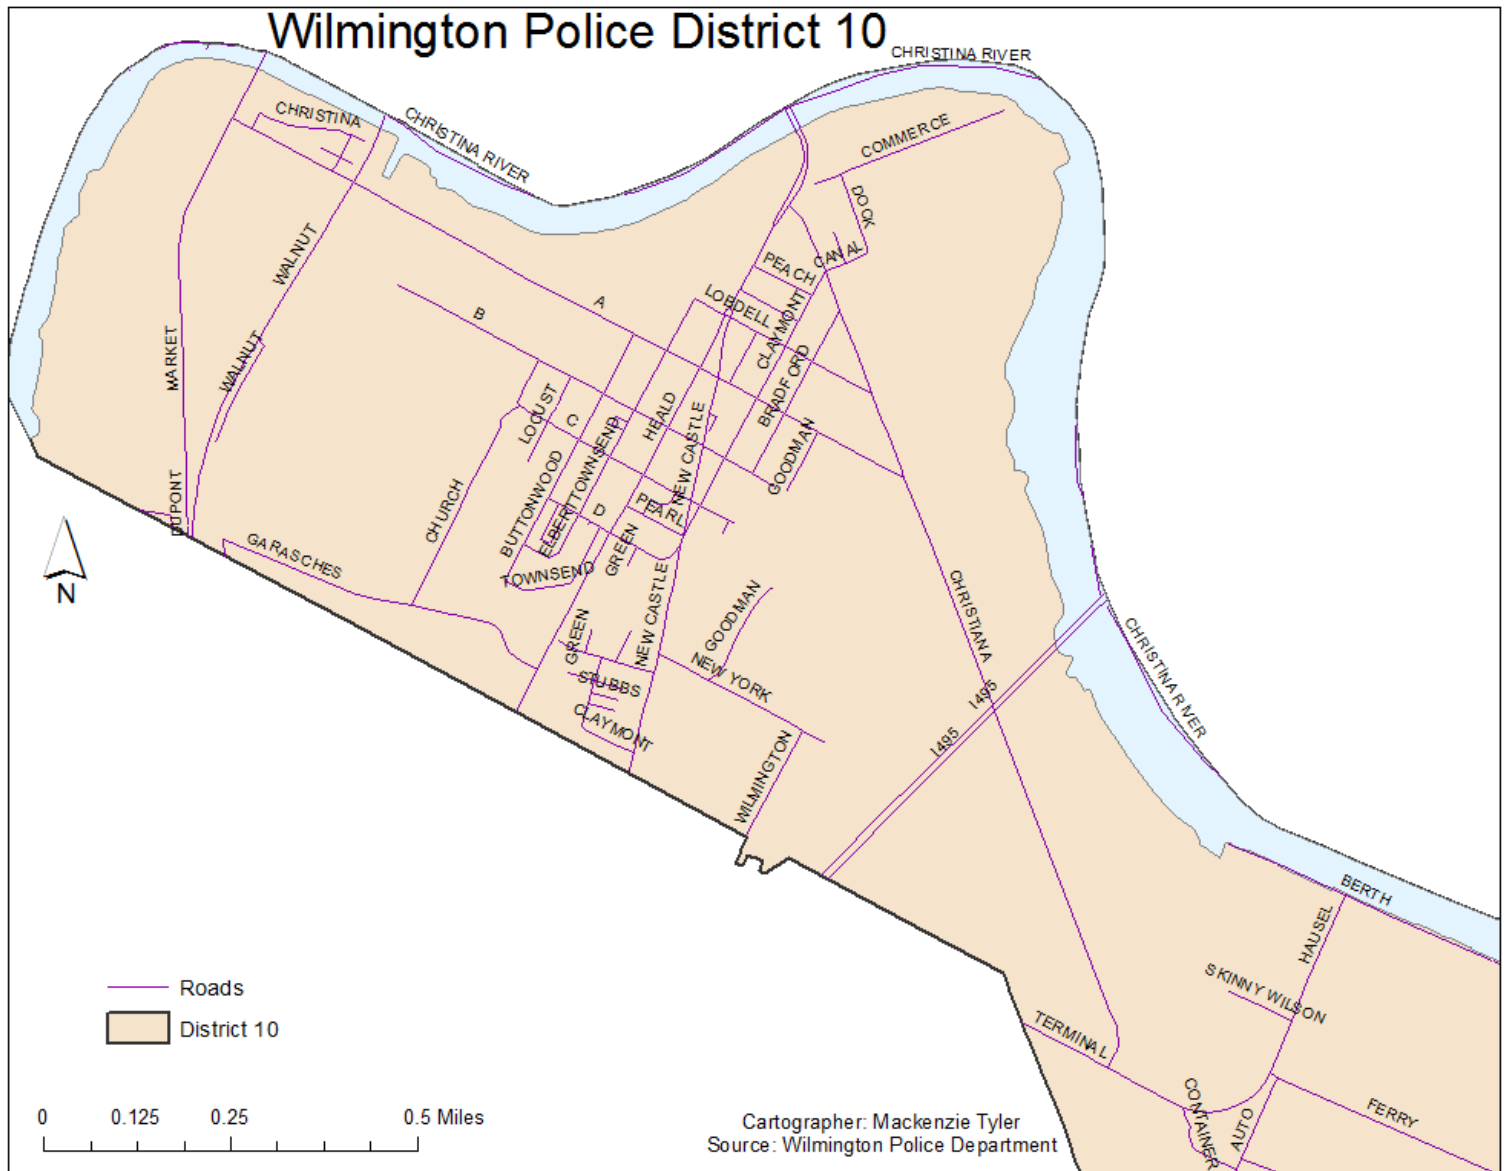 Wilmington Police District 10
CHRISTINA RIVER
CHRISTINA
CHRISTINA RIVER
COMMERCE
DOCK
WALNUT
CANAL
PEACH
LOBDELL
A
B
CLAYMONT
MARKET
WALNUT
BRADFORD
LOCUST
C
HEALD
NEW CASTLE
GOODMAN
TOWNSEND
BUTTONWOOD
ELBERT
CHURCH
DUPONT
D
PEARL
GREEN
GARASCHES
TOWNSEND
NEW CASTLE
GOODMAN
CHRISTIANA
N
GREEN
NEW YORK
STUBBS
CLAYMONT
CHRISTINA RIVER
I495
I495
WILMINGTON
BERTH
HAUSEL
SKINNY WILSON
Roads
District 10
TERMINAL
CONTAINER
AUTO
FERRY
0 0.125 0.25 0.5 Miles
Cartographer: Mackenzie Tyler
Source: Wilmington Police Department